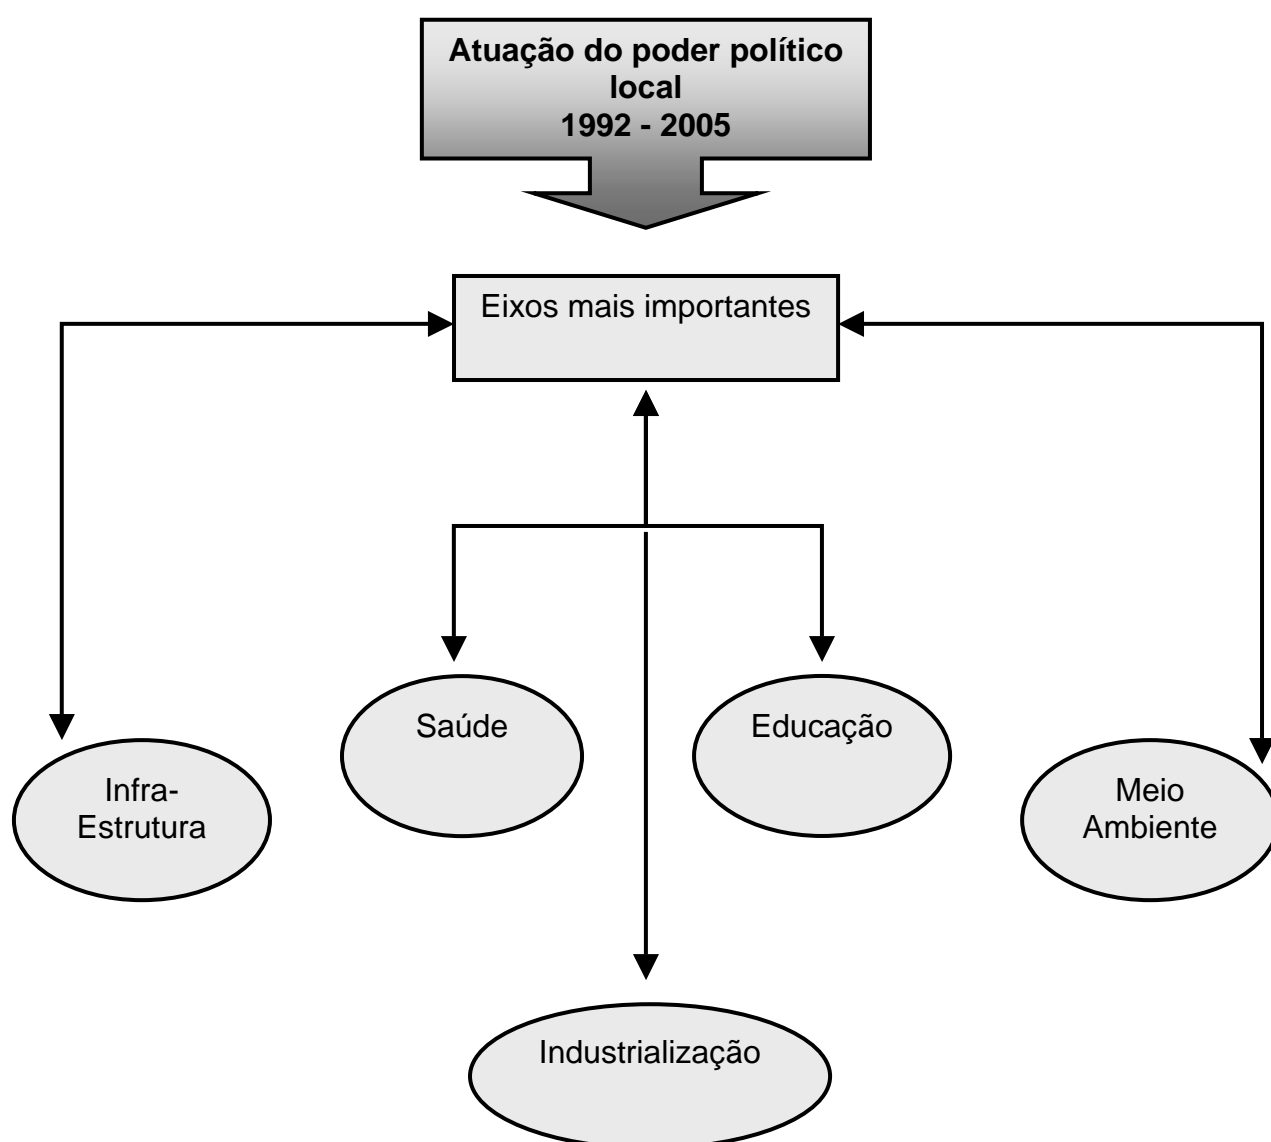 Atuação do poder político
local
1992 - 2005
Eixos mais importantes
Saúde
Educação
Infra-
Estrutura
Meio
Ambiente
Industrialização